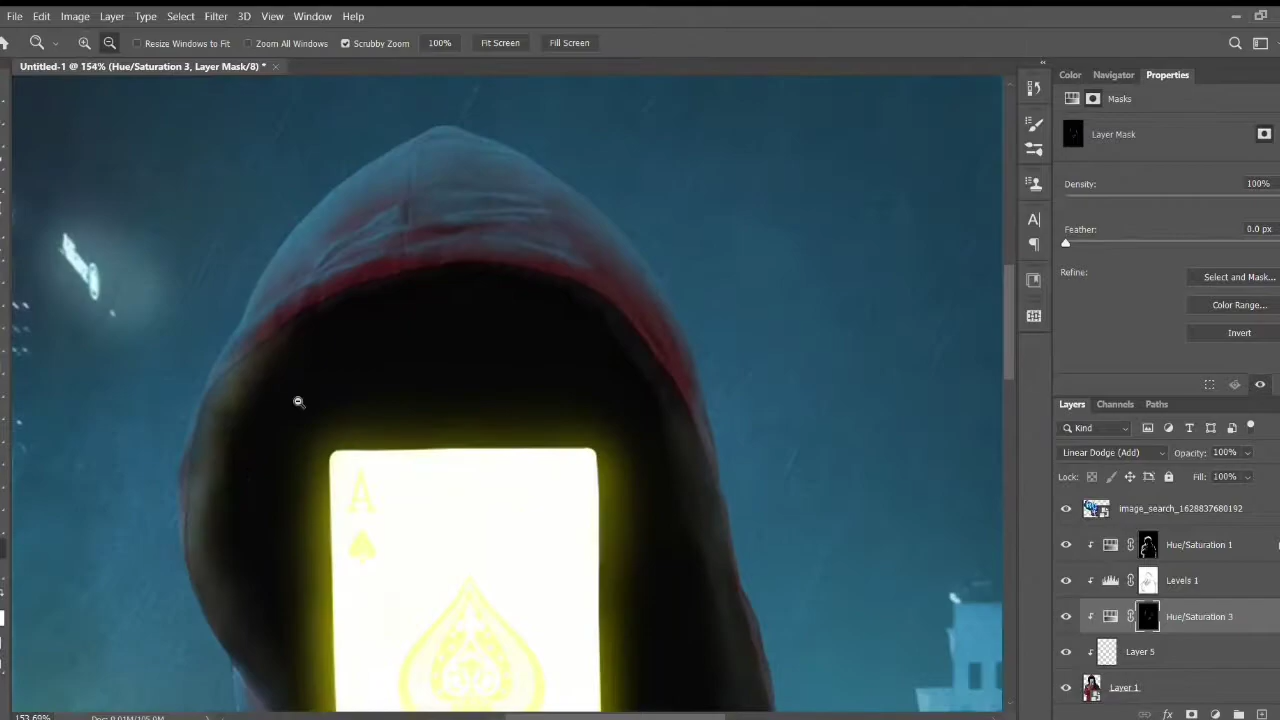 File Edit Image Layer Type Select Filter 3D View Window Help
Resize Windows to Fit Zoom All Windows Scrubby Zoom 100% Fit Screen Fill Screen
Untitled-1 @ 154% (Hue/Saturation 3, Layer Mask/8) * ×
Color Navigator Properties
Masks
Layer Mask
Density: 100%
Feather: 0.0 px
Refine: Select and Mask...
Color Range...
Invert
Layers Channels Paths
Kind
Linear Dodge (Add) Opacity: 100%
Lock: Fill: 100%
image_search_1628837680192
Hue/Saturation 1
Levels 1
Hue/Saturation 3
Layer 5
Layer 1
A
153.69%